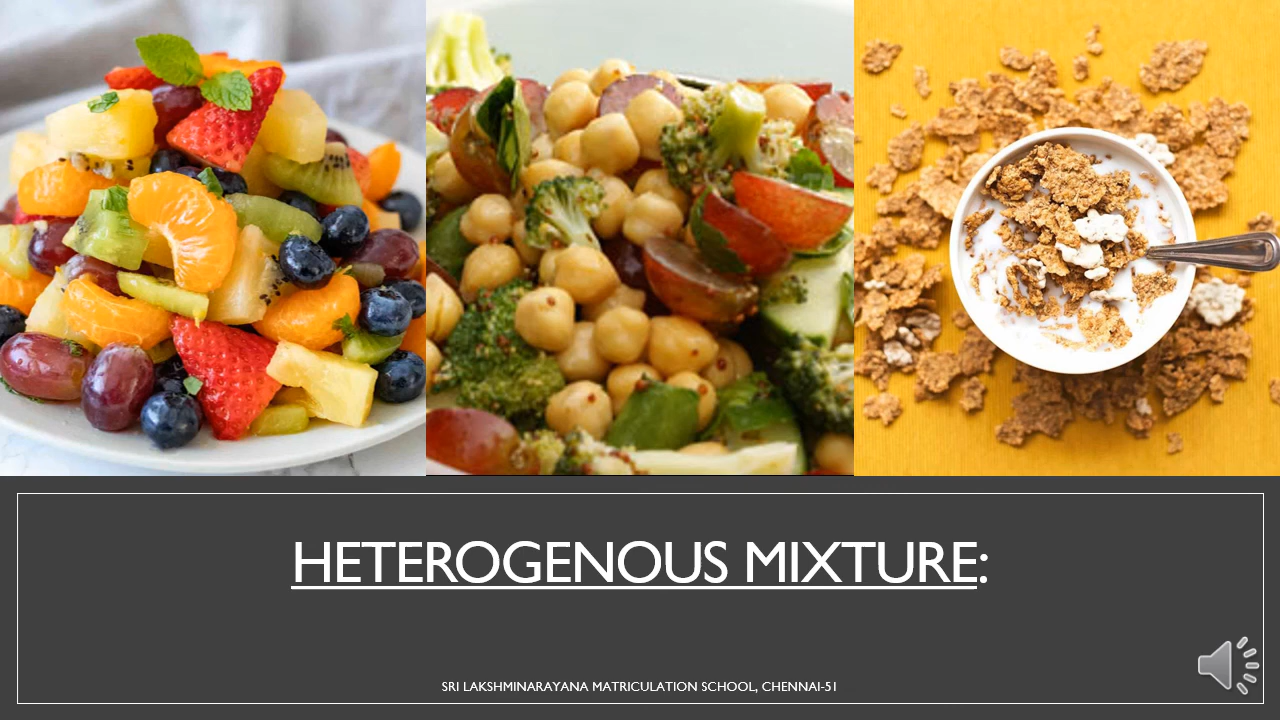 HETEROGENOUS MIXTURE:
SRI LAKSHMINARAYANA MATRICULATION SCHOOL, CHENNAI-51